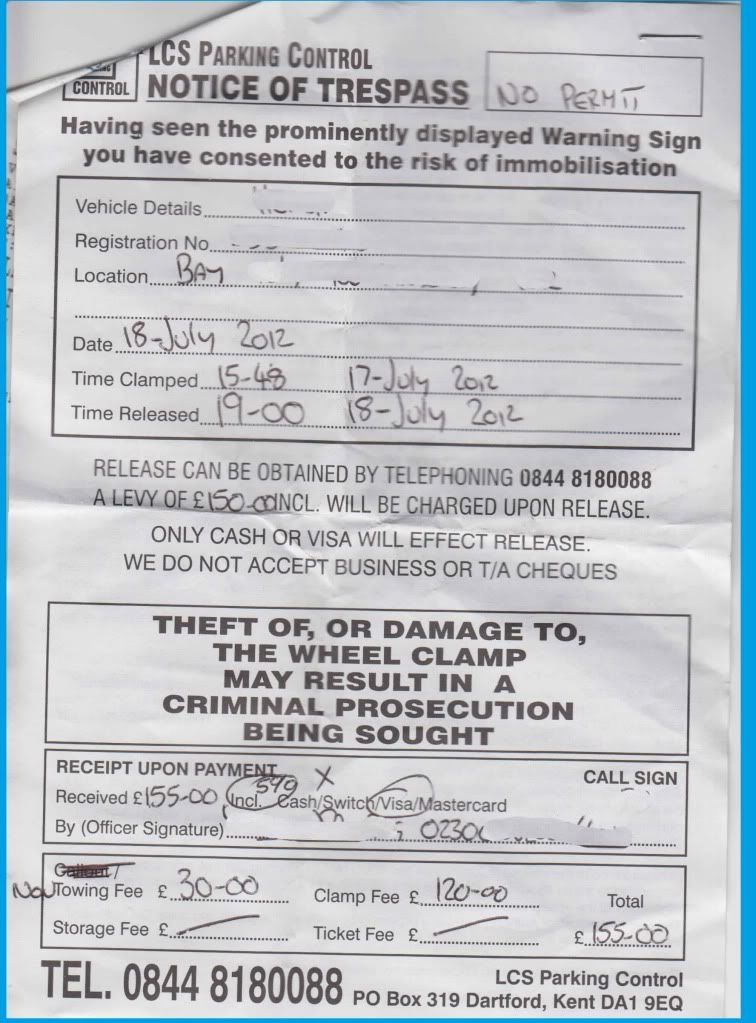 LCS PARKING CONTROL
CONTROL
NOTICE OF TRESPASS
NO PERMIT
Having seen the prominently displayed Warning Sign
you have consented to the risk of immobilisation
Vehicle Details
Registration No
Location BAY
Date 18-July 2012
Time Clamped 15-48 17-July 2012
Time Released 19-00 18-July 2012
RELEASE CAN BE OBTAINED BY TELEPHONING 0844 8180088
A LEVY OF £150-00 INCL. WILL BE CHARGED UPON RELEASE.
ONLY CASH OR VISA WILL EFFECT RELEASE.
WE DO NOT ACCEPT BUSINESS OR T/A CHEQUES
THEFT OF, OR DAMAGE TO,
THE WHEEL CLAMP
MAY RESULT IN A
CRIMINAL PROSECUTION
BEING SOUGHT
RECEIPT UPON PAYMENT
CALL SIGN
Received £155-00 Incl. Cash/Switch/Visa/Mastercard
By (Officer Signature)
Towing Fee £ 30-00 Clamp Fee £ 120-00 Total
Storage Fee £ Ticket Fee £ £155-00
TEL. 0844 8180088
LCS Parking Control
PO Box 319 Dartford, Kent DA1 9EQ